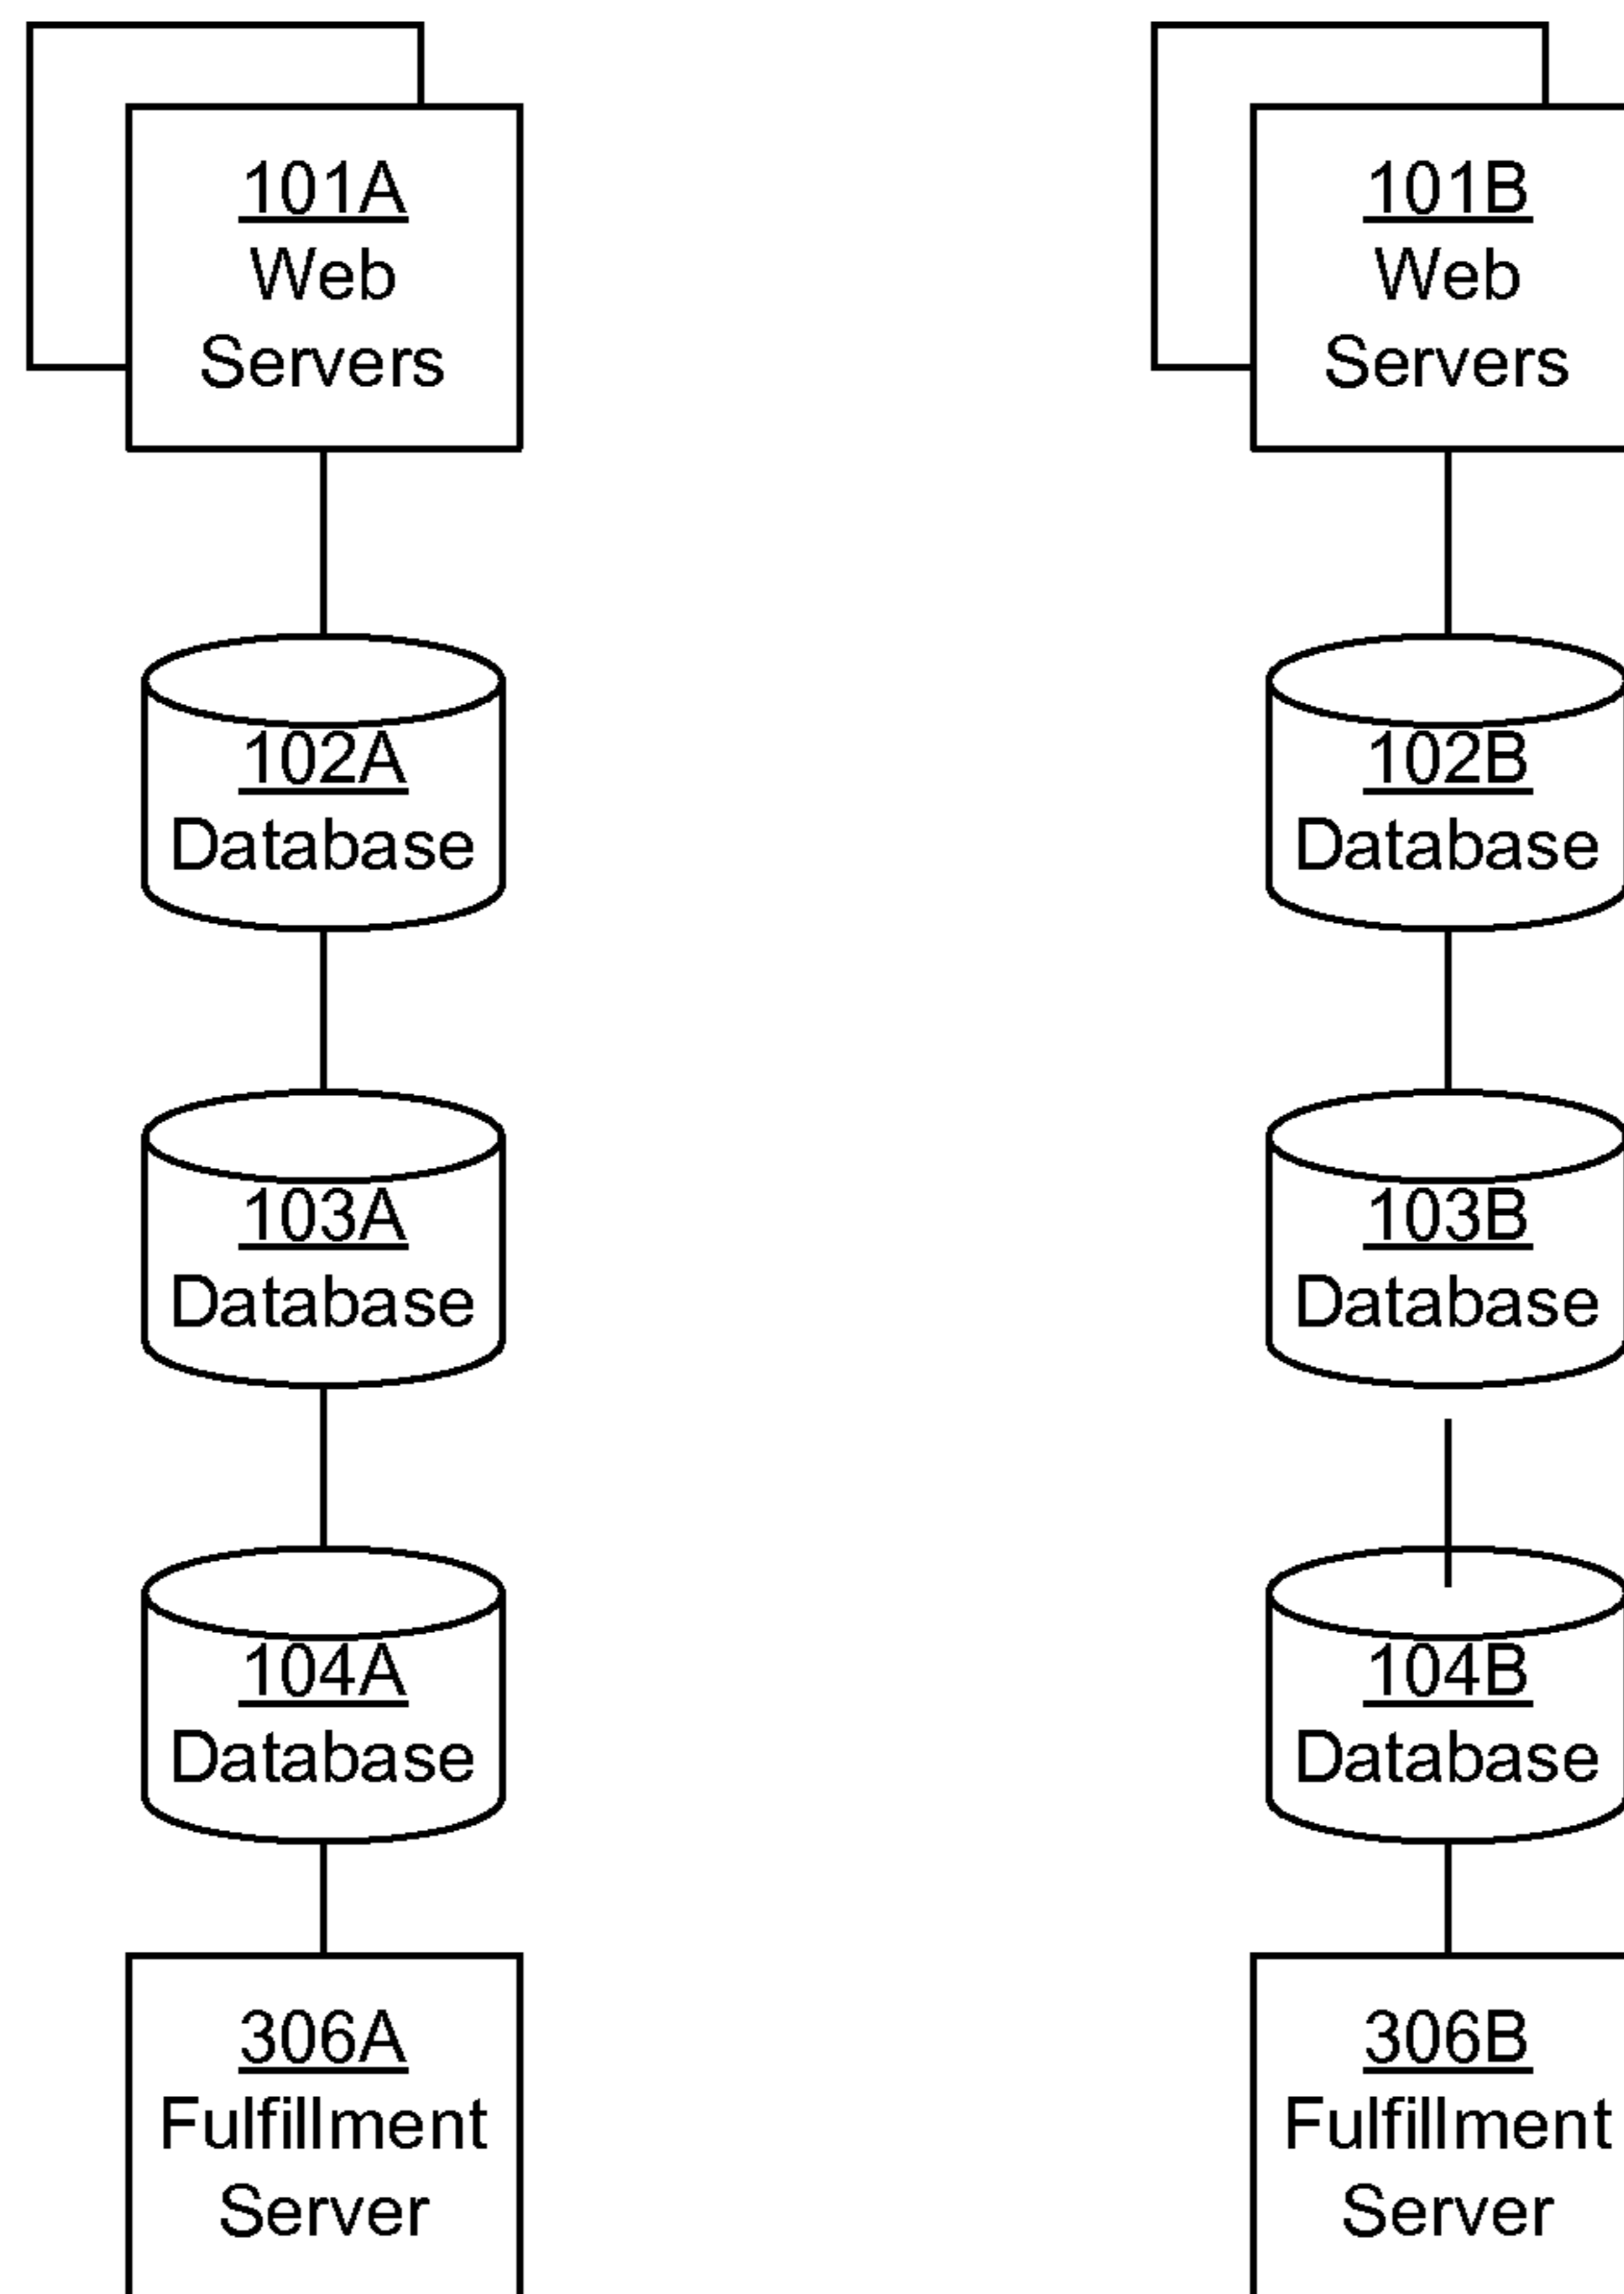 101A
Web
Servers
102A
Database
103A
Database
104A
Database
306A
Fulfillment
Server
101B
Web
Servers
102B
Database
103B
Database
104B
Database
306B
Fulfillment
Server